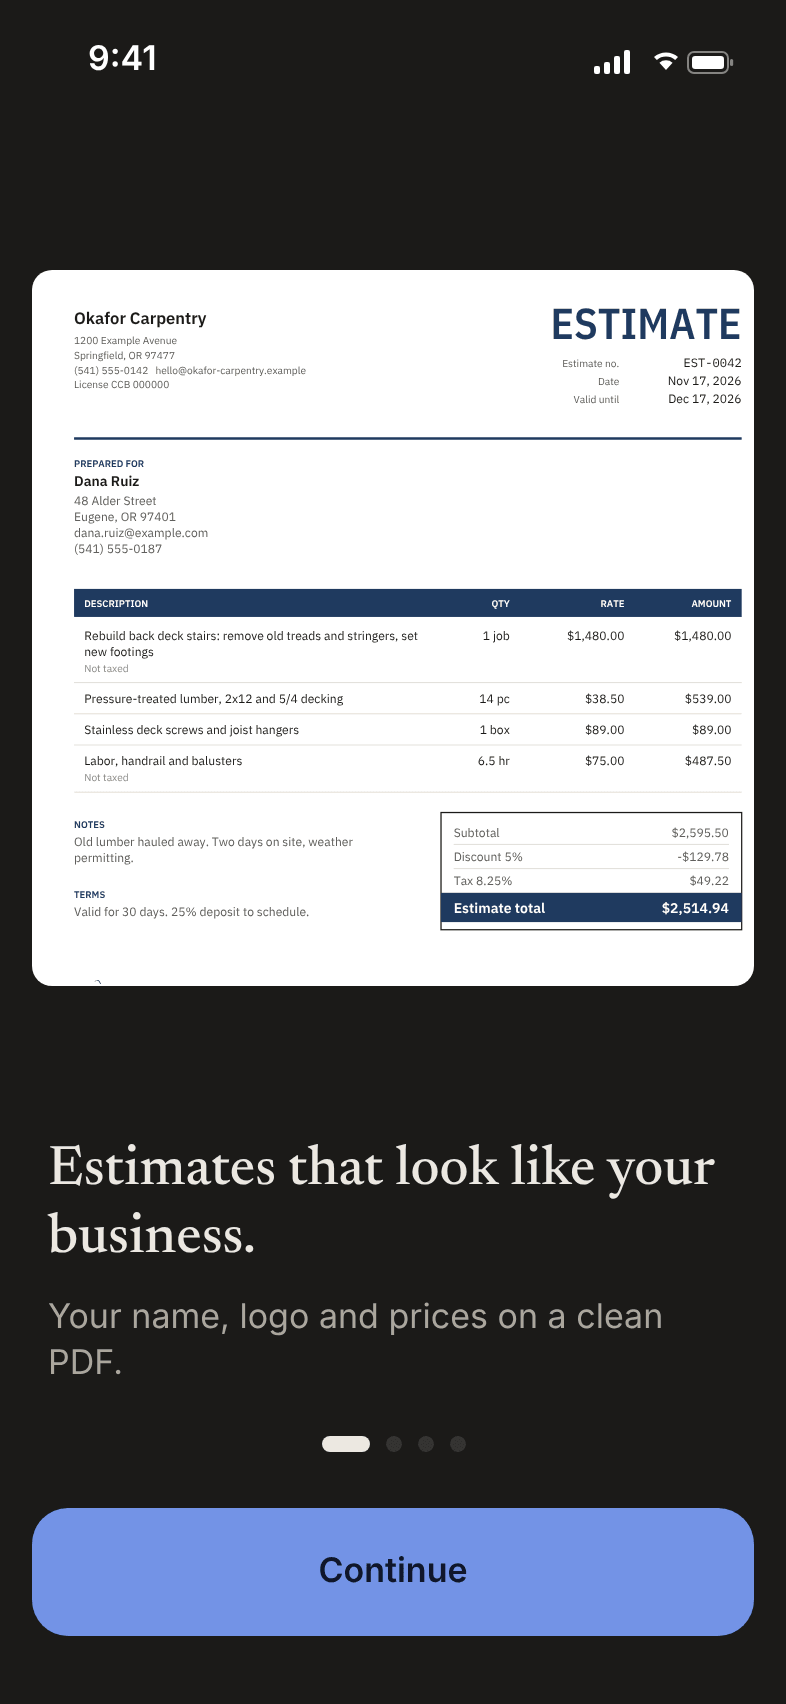 9:41
Okafor Carpentry
1200 Example Avenue
Springfield, OR 97477
(541) 555-0142 hello@okafor-carpentry.example
License CCB 000000
ESTIMATE
Estimate no. EST-0042
Date Nov 17, 2026
Valid until Dec 17, 2026
PREPARED FOR
Dana Ruiz
48 Alder Street
Eugene, OR 97401
dana.ruiz@example.com
(541) 555-0187
DESCRIPTION QTY RATE AMOUNT
Rebuild back deck stairs: remove old treads and stringers, set 1 job $1,480.00 $1,480.00
new footings
Not taxed
Pressure-treated lumber, 2x12 and 5/4 decking 14 pc $38.50 $539.00
Stainless deck screws and joist hangers 1 box $89.00 $89.00
Labor, handrail and balusters 6.5 hr $75.00 $487.50
Not taxed
NOTES
Old lumber hauled away. Two days on site, weather
permitting.
TERMS
Valid for 30 days. 25% deposit to schedule.
Subtotal $2,595.50
Discount 5% -$129.78
Tax 8.25% $49.22
Estimate total $2,514.94
Estimates that look like your
business.
Your name, logo and prices on a clean
PDF.
Continue